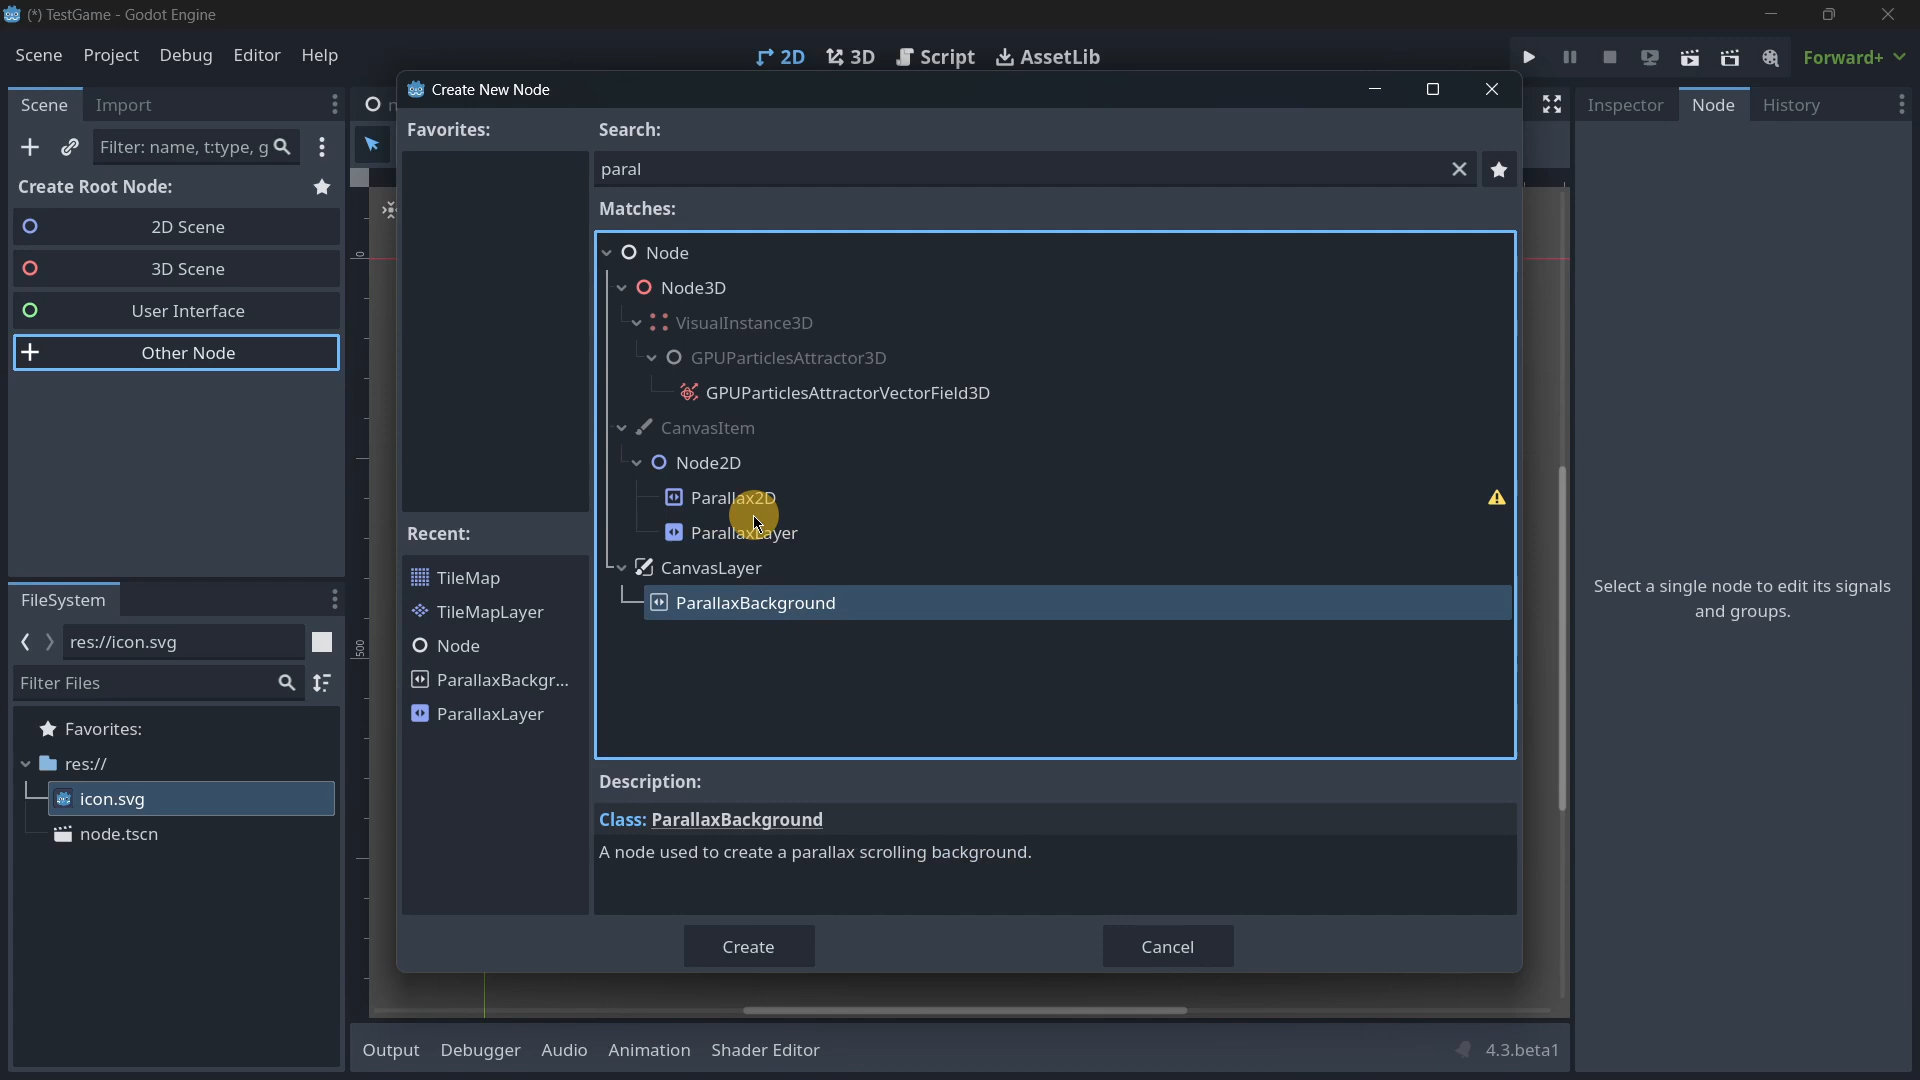 (*) TestGame - Godot Engine
Scene Project Debug Editor Help
2D 3D Script AssetLib
Forward+
Scene Import
Filter: name, t:type, g
Create Root Node:
2D Scene
3D Scene
User Interface
Other Node
FileSystem
res://icon.svg
Filter Files
Favorites:
res://
icon.svg
node.tscn
Create New Node
Favorites:
Recent:
TileMap
TileMapLayer
Node
ParallaxBackgr...
ParallaxLayer
Search:
paral
Matches:
Node
Node3D
VisualInstance3D
GPUParticlesAttractor3D
GPUParticlesAttractorVectorField3D
CanvasItem
Node2D
Parallax2D
ParallaxLayer
CanvasLayer
ParallaxBackground
Description:
Class: ParallaxBackground
A node used to create a parallax scrolling background.
Create Cancel
0
500
Output Debugger Audio Animation Shader Editor
4.3.beta1
Inspector Node History
Select a single node to edit its signals
and groups.